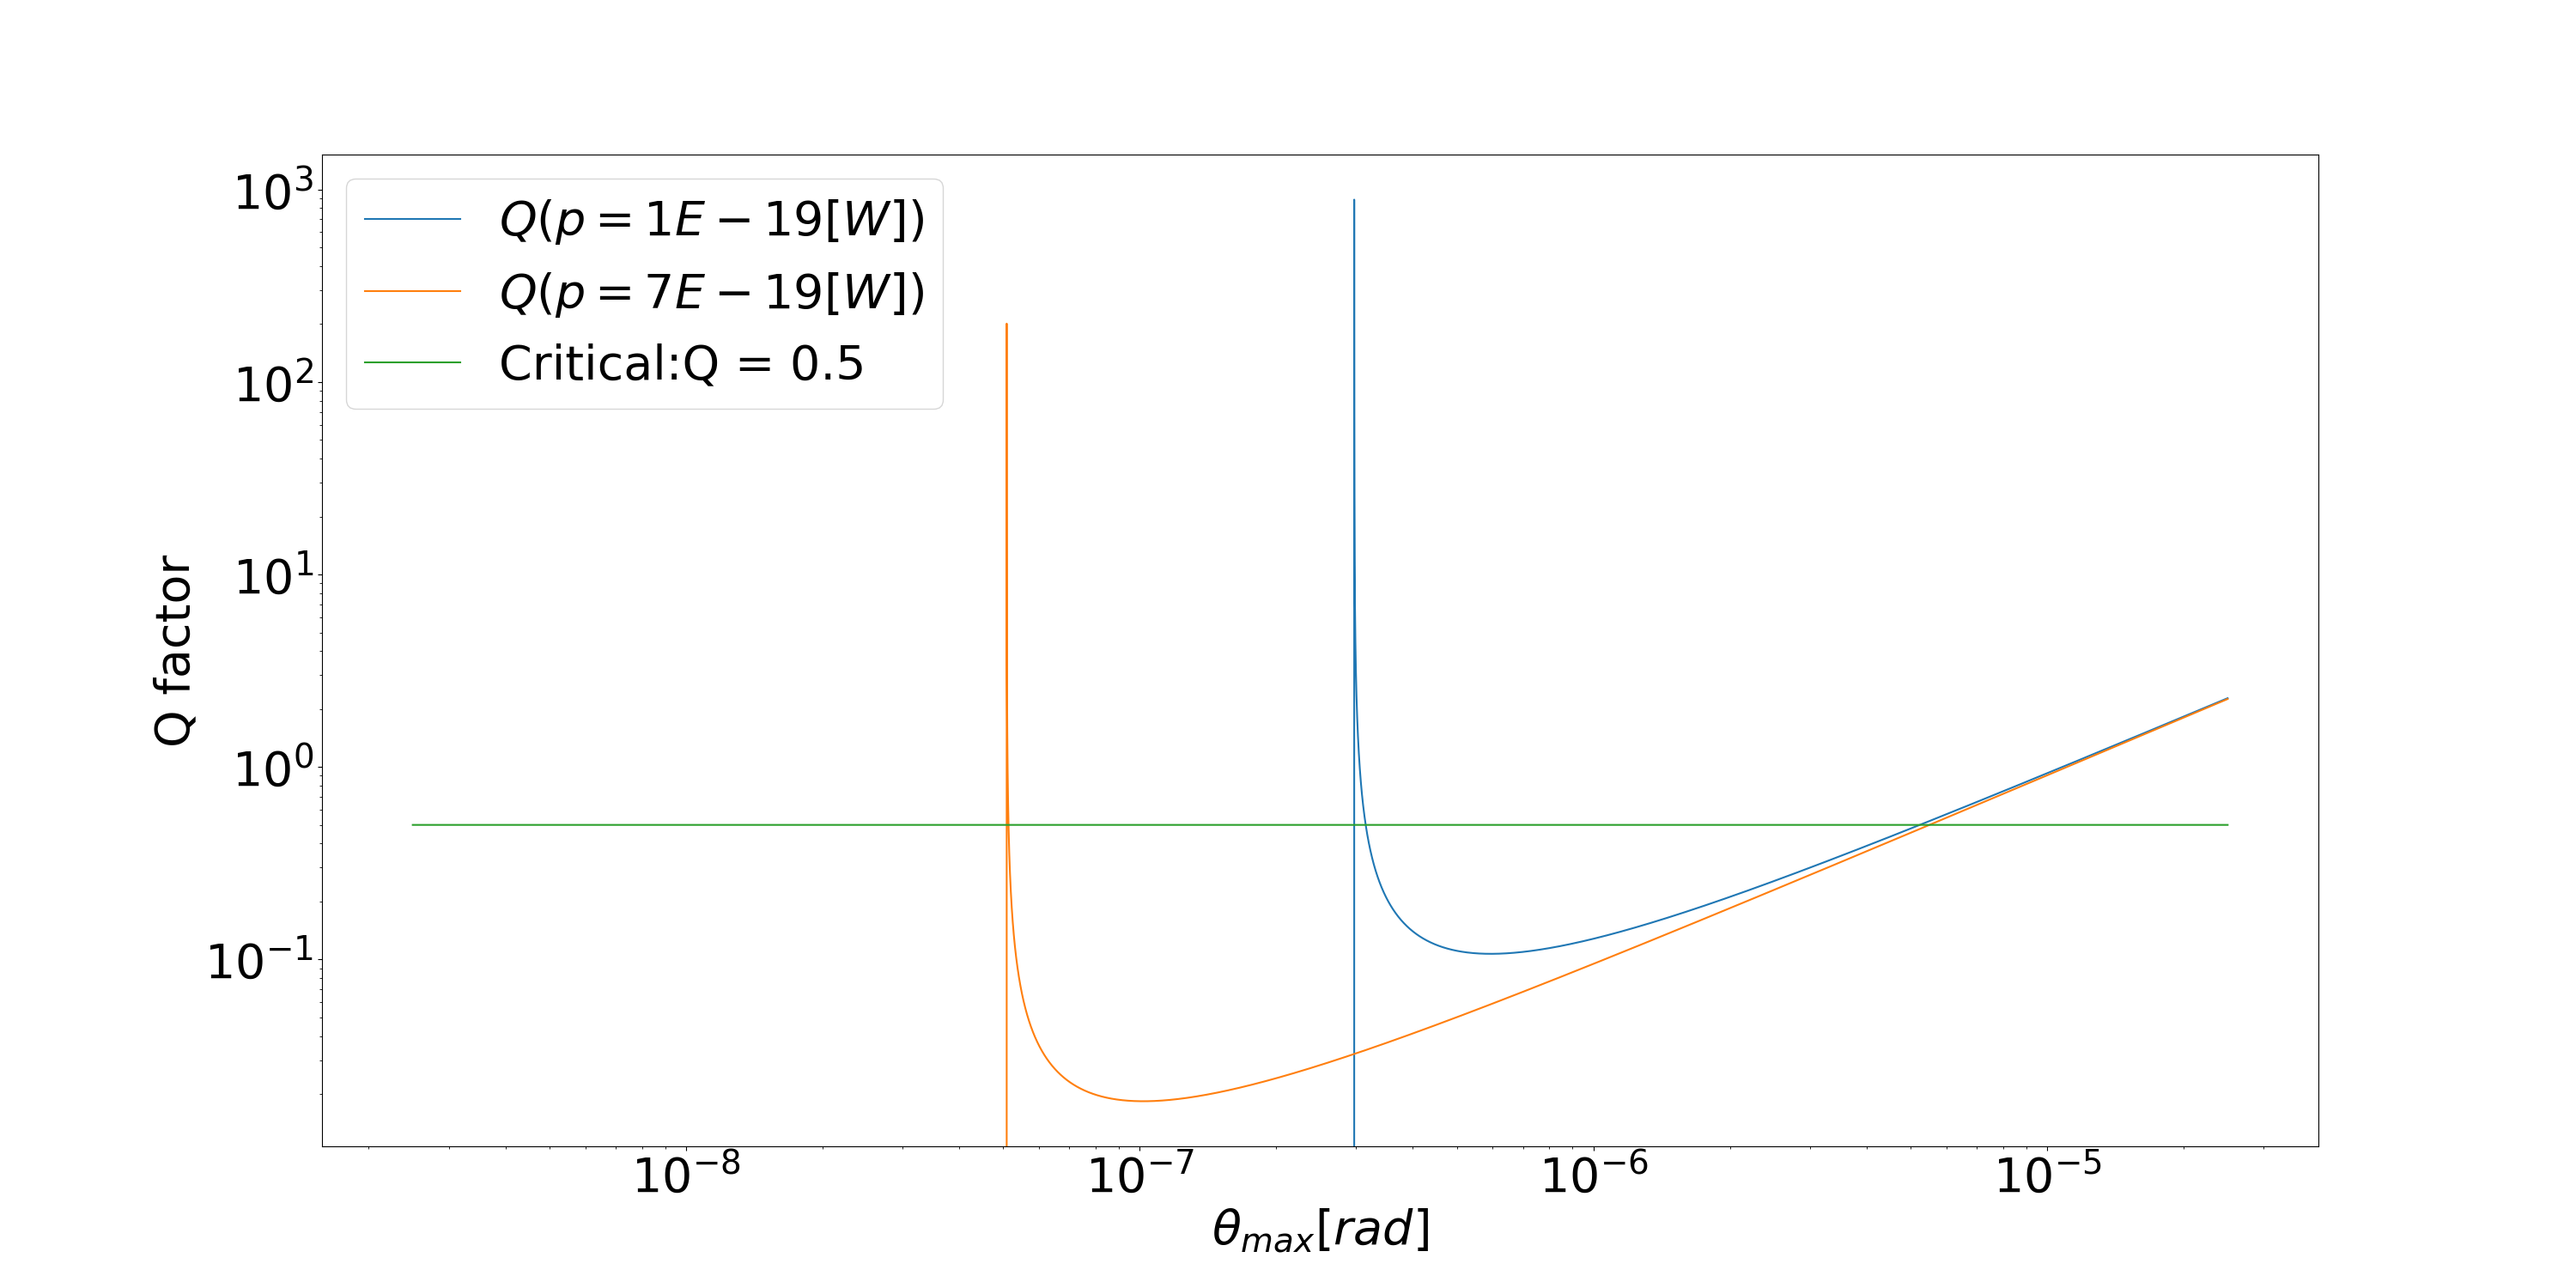 10³
10²
10¹
10⁰
10⁻¹
Q factor
Q(p = 1E − 19[W])
Q(p = 7E − 19[W])
Critical:Q = 0.5
10⁻⁸ 10⁻⁷ 10⁻⁶ 10⁻⁵
θₘₐₓ[rad]